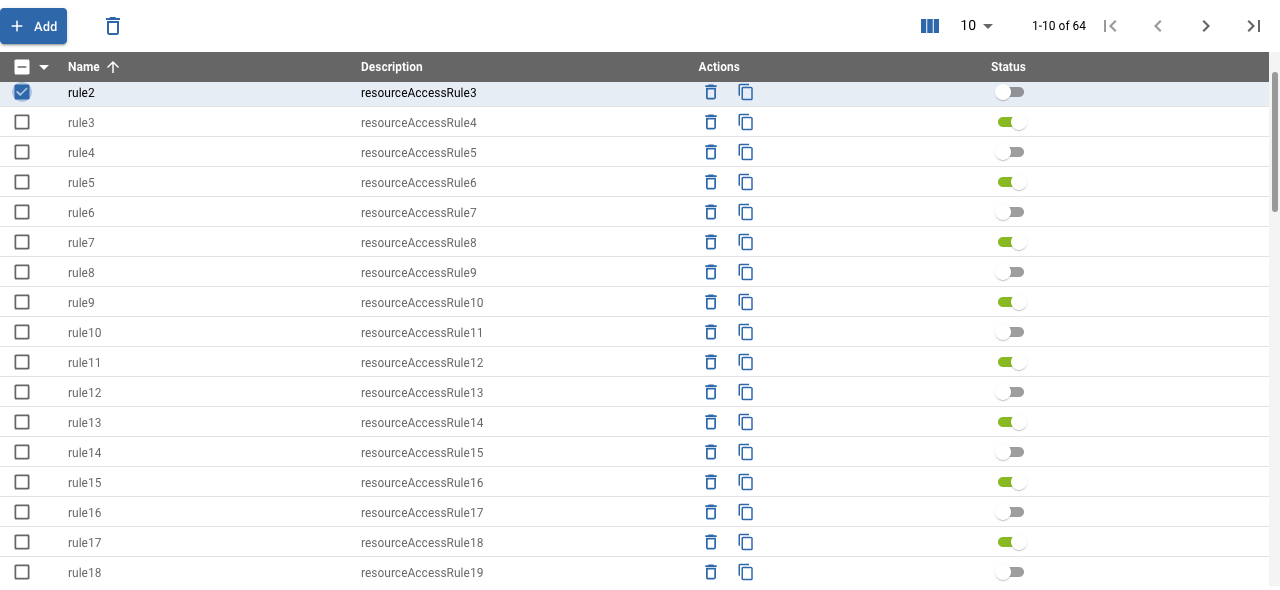 Add 10 1-10 of 64
Name Description Actions Status
rule2 resourceAccessRule3
rule3 resourceAccessRule4
rule4 resourceAccessRule5
rule5 resourceAccessRule6
rule6 resourceAccessRule7
rule7 resourceAccessRule8
rule8 resourceAccessRule9
rule9 resourceAccessRule10
rule10 resourceAccessRule11
rule11 resourceAccessRule12
rule12 resourceAccessRule13
rule13 resourceAccessRule14
rule14 resourceAccessRule15
rule15 resourceAccessRule16
rule16 resourceAccessRule17
rule17 resourceAccessRule18
rule18 resourceAccessRule19